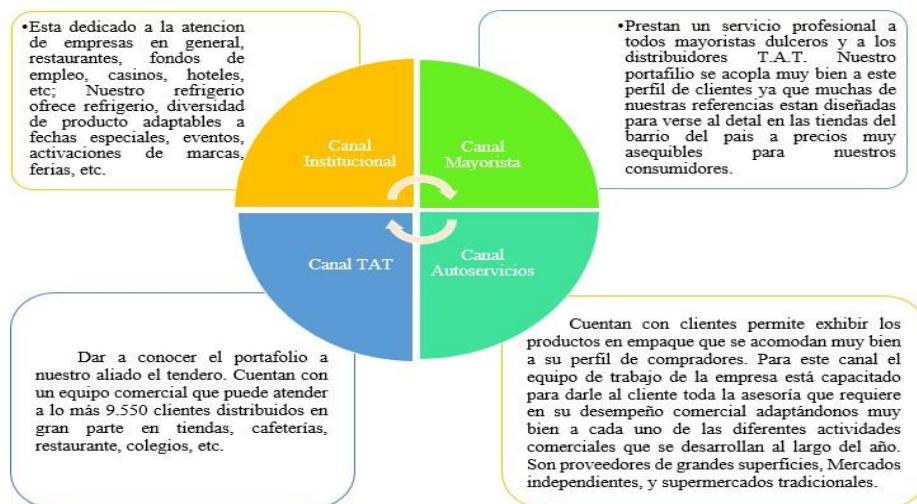 •Esta dedicado a la atencion
de empresas en general,
restaurantes, fondos de
empleo, casinos, hoteles,
etc; Nuestro refrigerio
ofrece refrigerio, diversidad
de producto adaptables a
fechas especiales, eventos,
activaciones de marcas,
ferias, etc.
•Prestan un servicio profesional a
todos mayoristas dulceros y a los
distribuidores T.A.T. Nuestro
portafilio se acopla muy bien a este
perfil de clientes ya que muchas de
nuestras referencias estan diseñadas
para verse al detal en las tiendas del
barrio del pais a precios muy
asequibles para nuestros
consumidores.
Canal
Institucional
Canal
Mayorista
Canal TAT
Canal
Autoservicios
Dar a conocer el portafolio a
nuestro aliado el tendero. Cuentan con
un equipo comercial que puede atender
a lo más 9.550 clientes distribuidos en
gran parte en tiendas, cafeterías,
restaurante, colegios, etc.
Cuentan con clientes permite exhibir los
productos en empaque que se acomodan muy bien
a su perfil de compradores. Para este canal el
equipo de trabajo de la empresa está capacitado
para darle al cliente toda la asesoría que requiere
en su desempeño comercial adaptándonos muy
bien a cada uno de las diferentes actividades
comerciales que se desarrollan al largo del año.
Son proveedores de grandes superficies, Mercados
independientes, y supermercados tradicionales.